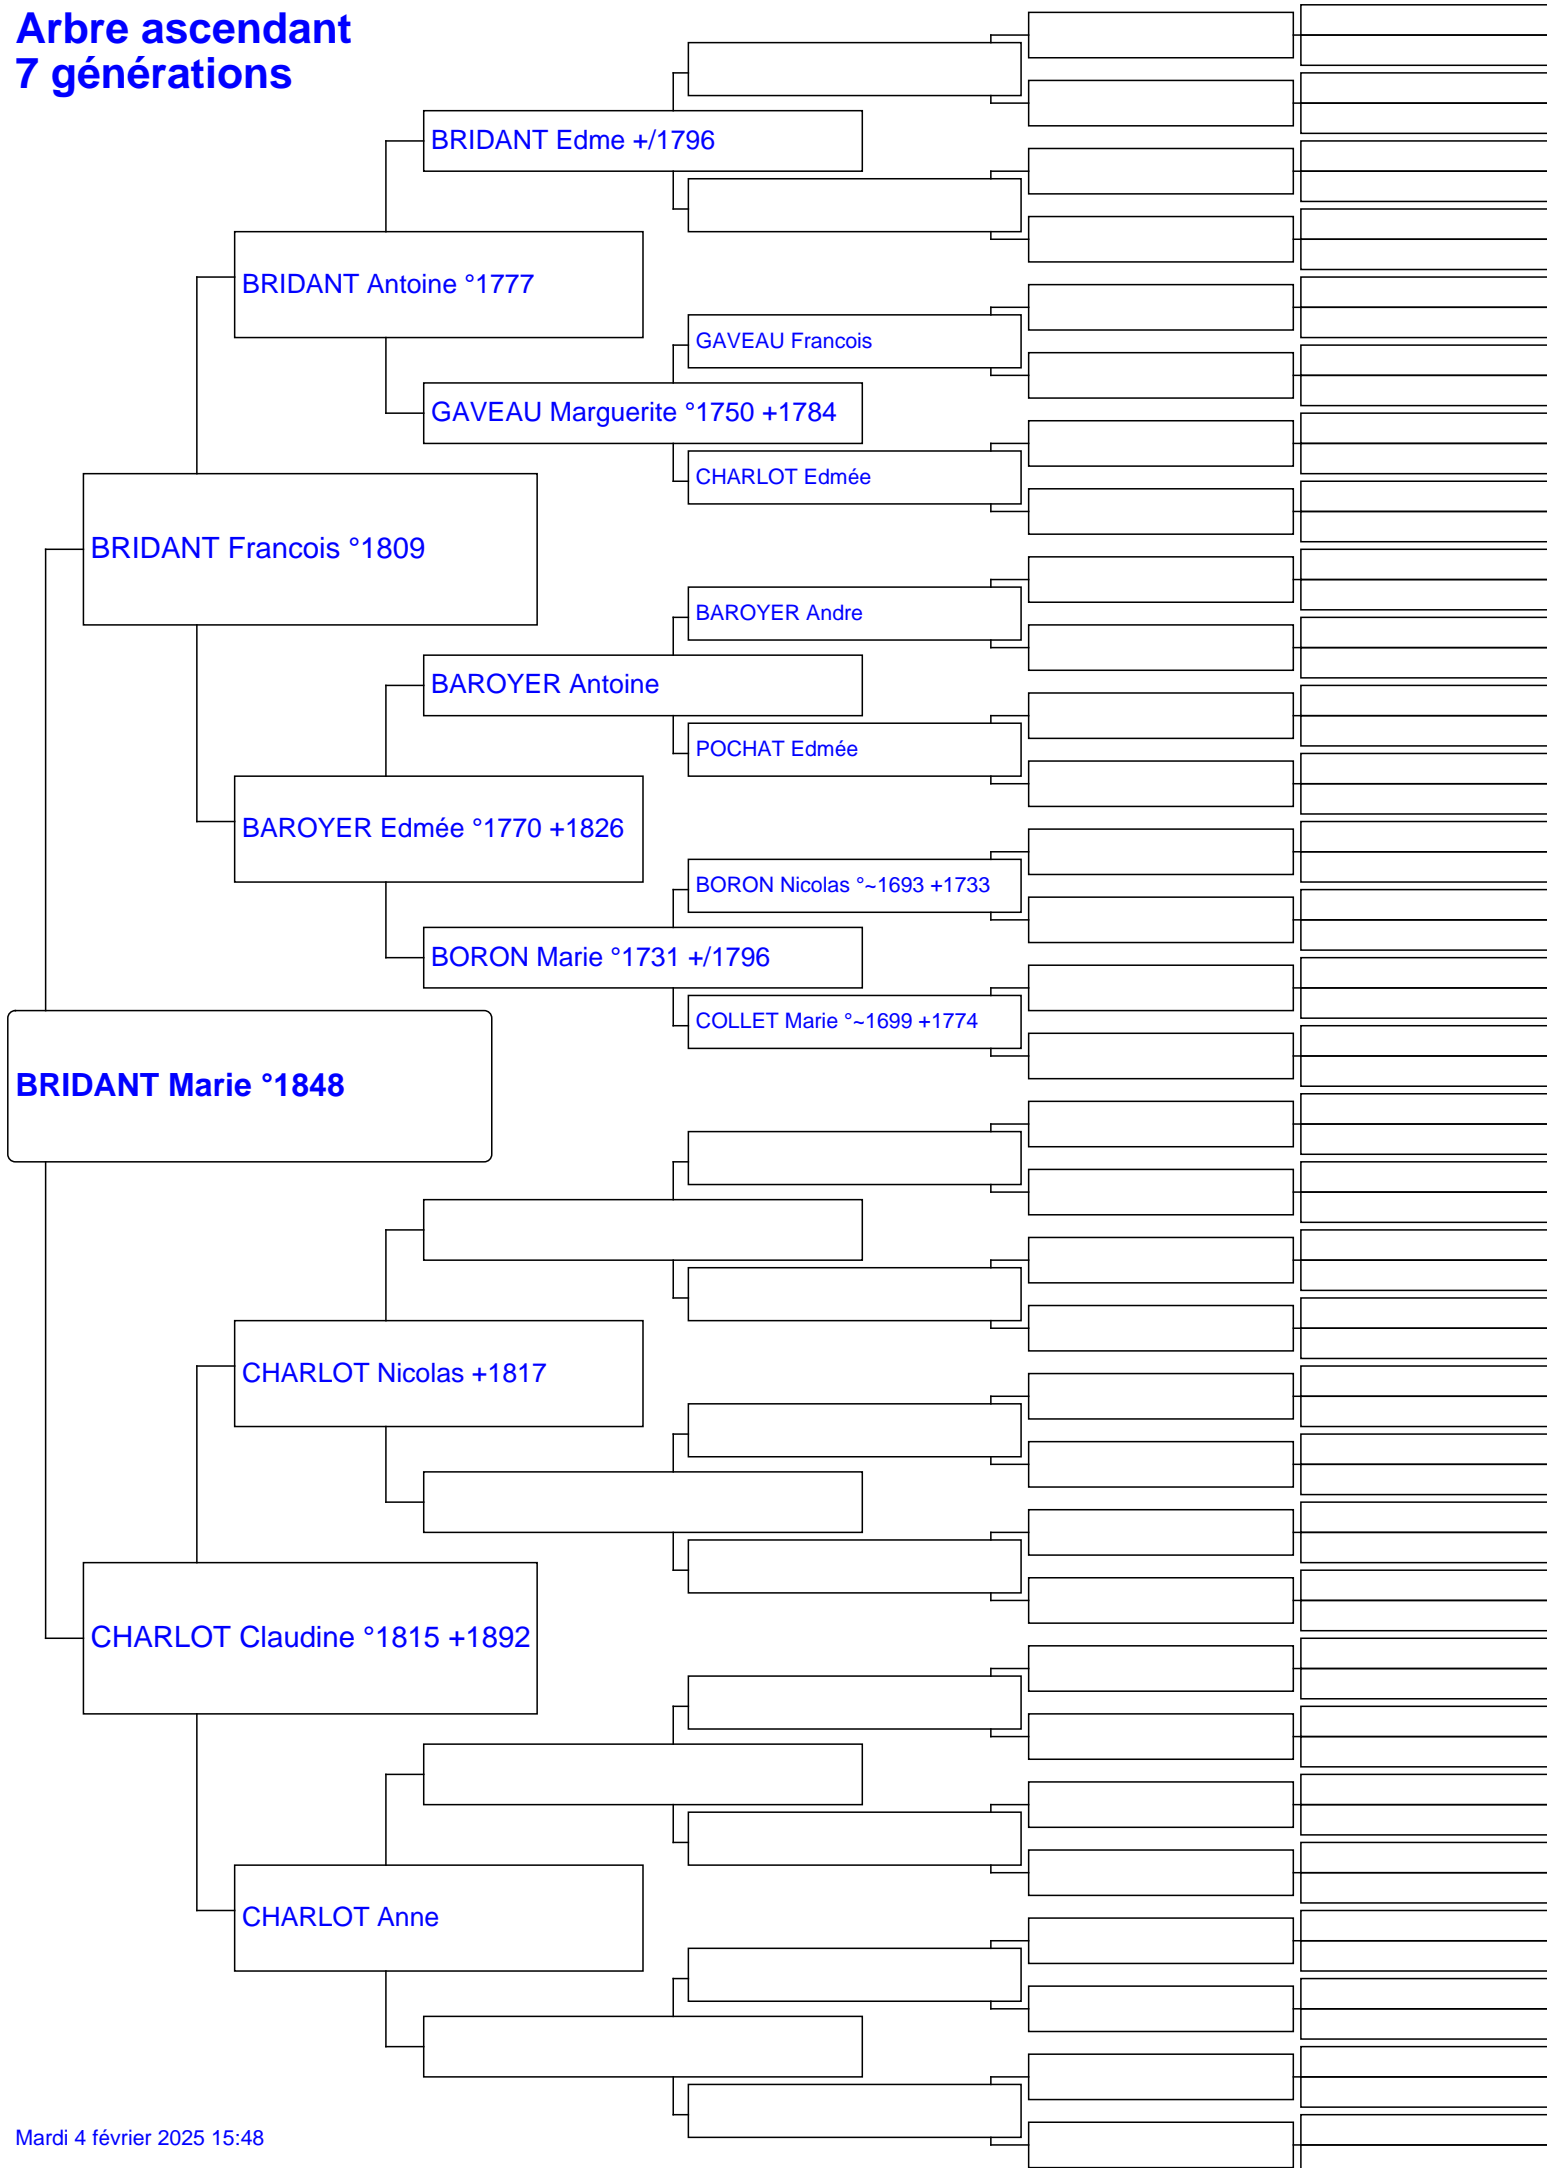 Arbre ascendant
7 générations
BRIDANT Edme +/1796
BRIDANT Antoine °1777
GAVEAU Francois
GAVEAU Marguerite °1750 +1784
CHARLOT Edmée
BRIDANT Francois °1809
BAROYER Andre
BAROYER Antoine
POCHAT Edmée
BAROYER Edmée °1770 +1826
BORON Nicolas °~1693 +1733
BORON Marie °1731 +/1796
COLLET Marie °~1699 +1774
BRIDANT Marie °1848
CHARLOT Nicolas +1817
CHARLOT Claudine °1815 +1892
CHARLOT Anne
Mardi 4 février 2025 15:48